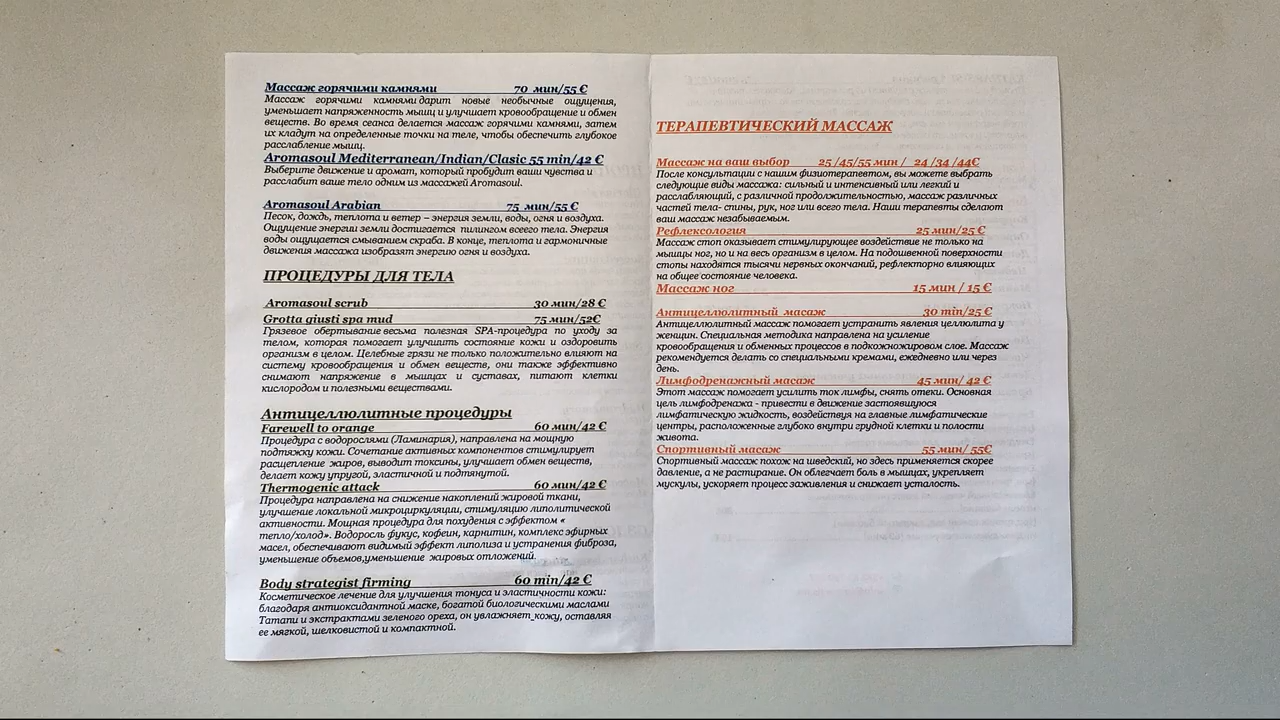 Массаж горячими камнями 70 мин/55 €
Массаж горячими камнями дарит новые необычные ощущения,
уменьшает напряженность мышц и улучшает кровообращение и обмен
веществ. Во время сеанса делается массаж горячими камнями, затем
их кладут на определенные точки на теле, чтобы обеспечить глубокое
расслабление мышц.
Aromasoul Mediterranean/Indian/Clasic 55 min/42 €
Выберите движение и аромат, который пробудит ваши чувства и
расслабит ваше тело одним из массажей Aromasoul.
Aromasoul Arabian 75 мин/55 €
Песок, дождь, теплота и ветер – энергия земли, воды, огня и воздуха.
Ощущение энергии земли достигается пилингом всеего тела. Энергия
воды ощущается смыванием скраба. В конце, теплота и гармоничные
движения массажа изобразят энергию огня и воздуха.
ПРОЦЕДУРЫ ДЛЯ ТЕЛА
Aromasoul scrub 30 мин/28 €
Grotta giusti spa mud 75 мин/52€
Грязевое обертывание весьма полезная SPA-процедура по уходу за
телом, которая помогает улучшить состояние кожи и оздоровить
организм в целом. Целебные грязи не только положительно влияют на
систему кровообращения и обмен веществ, они также эффективно
снимают напряжение в мышцах и суставах, питают клетки
кислородом и полезными веществами.
Антицеллюлитные процедуры
Farewell to orange 60 мин/42 €
Процедура с водорослями (Ламинария), направлена на мощную
подтяжку кожи. Сочетание активных компонентов стимулирует
расщепление жиров, выводит токсины, улучшает обмен веществ,
делает кожу упругой, эластичной и подтянутой.
Thermogenic attack 60 мин/42 €
Процедура направлена на снижение накоплений жировой ткани,
улучшение локальной микроциркуляции, стимуляцию липолитической
активности. Мощная процедура для похудения с эффектом «
тепло/холод». Водоросль фукус, кофеин, карнитин, комплекс эфирных
масел, обеспечивают видимый эффект липолиза и устранения фиброза,
уменьшение объемов,уменьшение жировых отложений.
Body strategist firming 60 min/42 €
Косметическое лечение для улучшения тонуса и эластичности кожи:
благодаря антиоксидантной маске, богатой биологическими маслами
Татапи и экстрактами зеленого ореха, он увлажняет_кожу, оставляя
ее мягкой, шелковистой и компактной.
ТЕРАПЕВТИЧЕСКИЙ МАССАЖ
Массаж на ваш выбор 25 /45/55 мин / 24 /34 /44€
После консультации с нашим физиотерапевтом, вы можете выбрать
следующие виды массажа: сильный и интенсивный или легкий и
расслабляющий, с различной продолжительностью, массаж различных
частей тела- спины, рук, ног или всего тела. Наши терапевты сделают
ваш массаж незабываемым.
Рефлексология 25 мин/25 €
Массаж стоп оказывает стимулирующее воздействие не только на
мышцы ног, но и на весь организм в целом. На подошвенной поверхности
стопы находятся тысячи нервных окончаний, рефлекторно влияющих
на общее состояние человека.
Массаж ног 15 мин / 15 €
Антицеллюлитный масаж 30 min/25 €
Антицеллюлитный массаж помогает устранить явления целлюлита у
женщин. Специальная методика направлена на усиление
кровообращения и обменных процессов в подкожножировом слое. Массаж
рекомендуется делать со специальными кремами, ежедневно или через
день.
Лимфодренажный масаж 45 мин/ 42 €
Этот массаж помогает усилить ток лимфы, снять отеки. Основная
цель лимфодренажа - привести в движение застоявшуюся
лимфатическую жидкость, воздействуя на главные лимфатические
центры, расположенные глубоко внутри грудной клетки и полости
живота.
Спортивный масаж 55 мин/ 55€
Спортивный массаж похож на шведский, но здесь применяется скорее
давление, а не растирание. Он облегчает боль в мышцах, укрепляет
мускулы, ускоряет процесс заживления и снижает усталость.